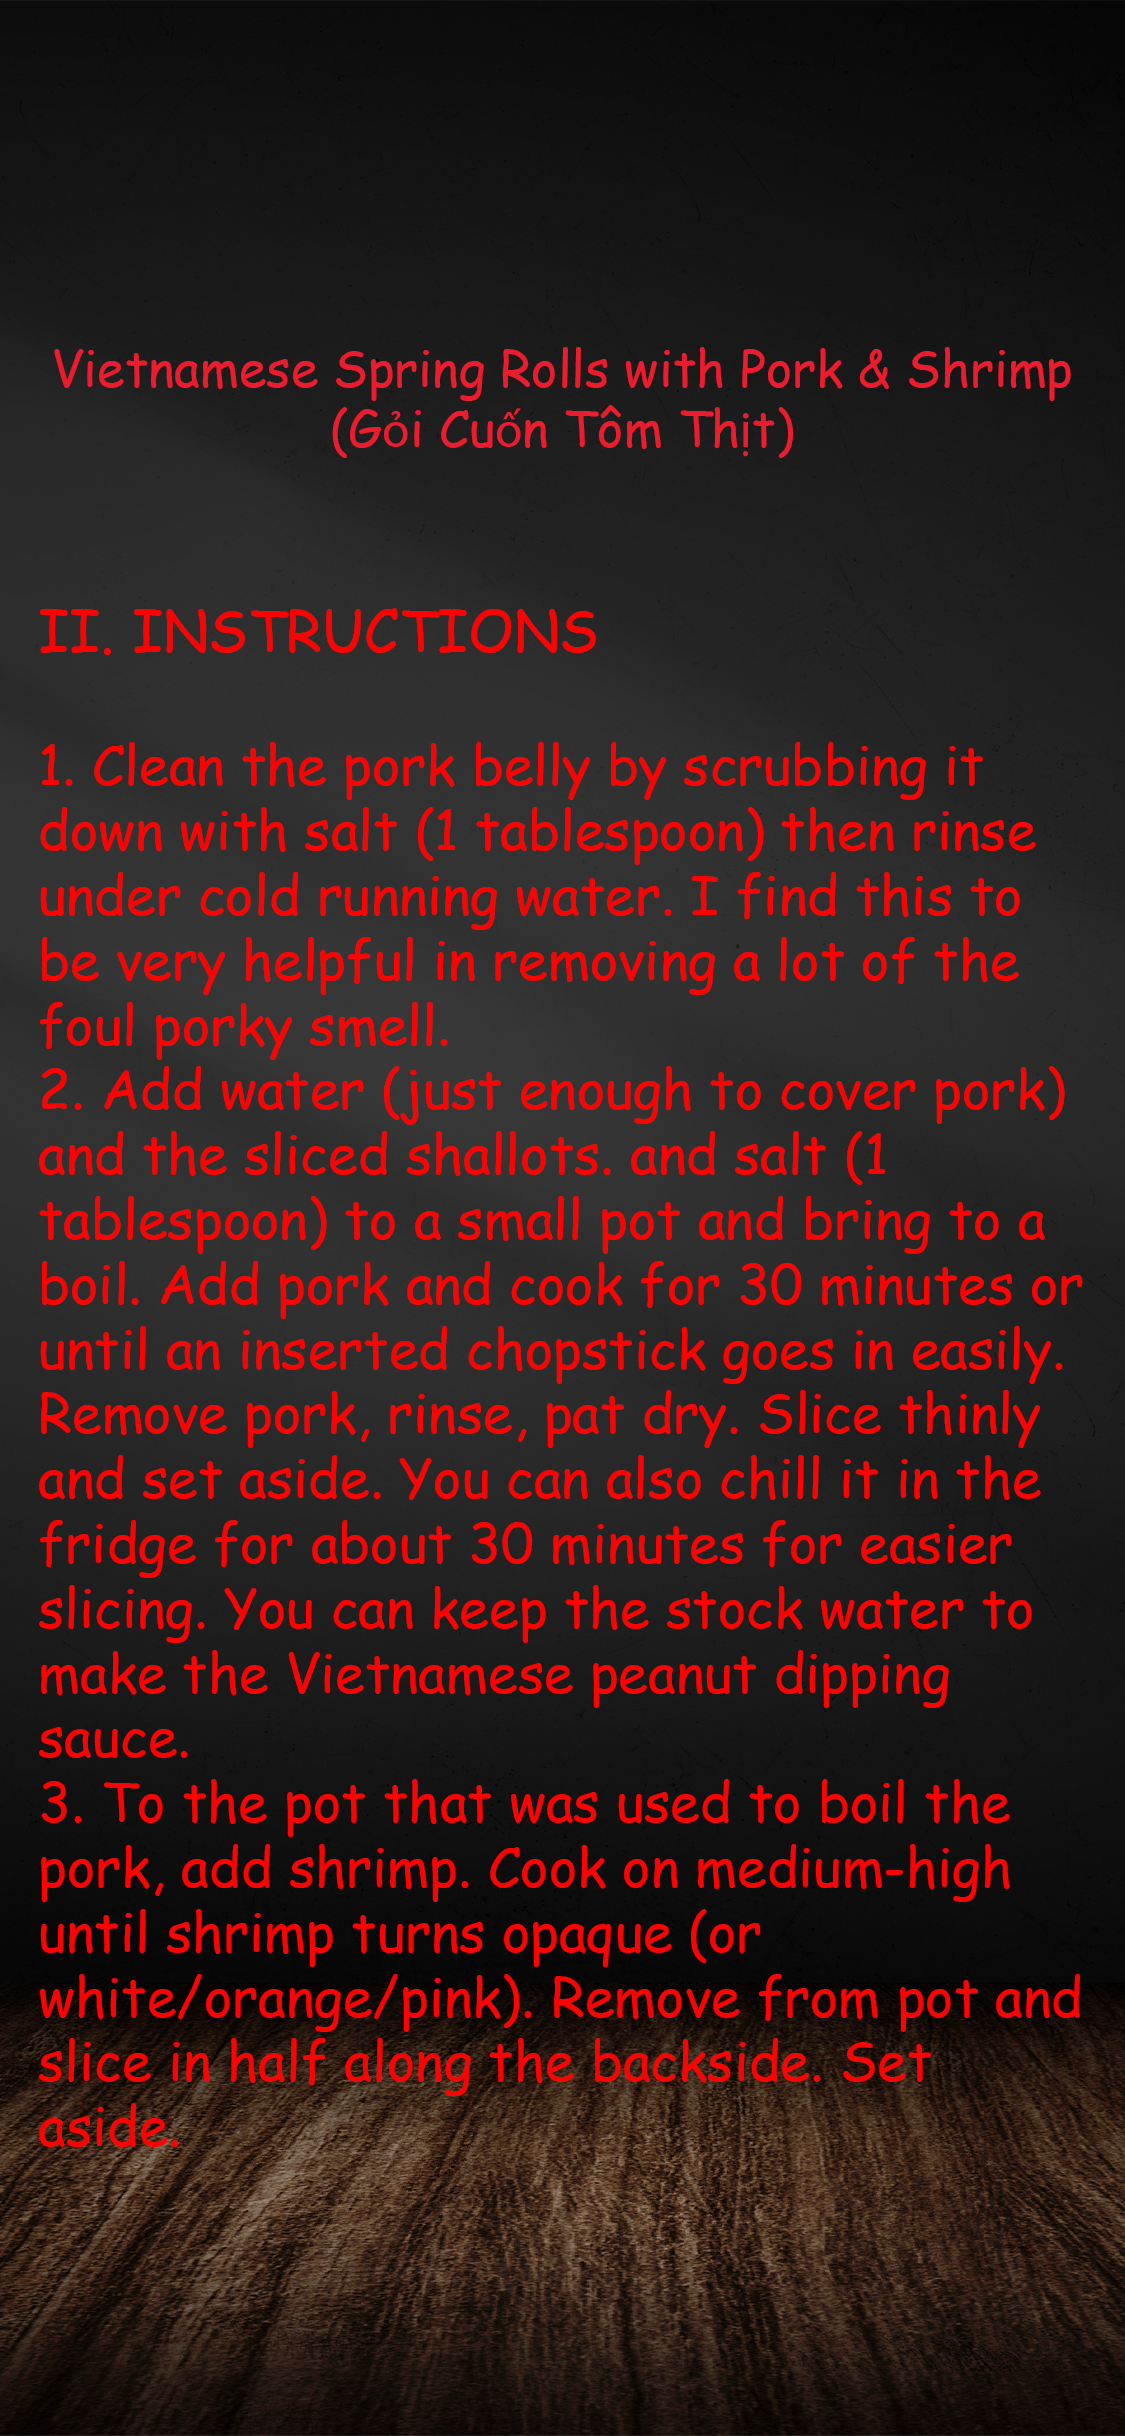 Vietnamese Spring Rolls with Pork & Shrimp
(Gỏi Cuốn Tôm Thịt)
II. INSTRUCTIONS
1. Clean the pork belly by scrubbing it
down with salt (1 tablespoon) then rinse
under cold running water. I find this to
be very helpful in removing a lot of the
foul porky smell.
2. Add water (just enough to cover pork)
and the sliced shallots. and salt (1
tablespoon) to a small pot and bring to a
boil. Add pork and cook for 30 minutes or
until an inserted chopstick goes in easily.
Remove pork, rinse, pat dry. Slice thinly
and set aside. You can also chill it in the
fridge for about 30 minutes for easier
slicing. You can keep the stock water to
make the Vietnamese peanut dipping
sauce.
3. To the pot that was used to boil the
pork, add shrimp. Cook on medium-high
until shrimp turns opaque (or
white/orange/pink). Remove from pot and
slice in half along the backside. Set
aside.